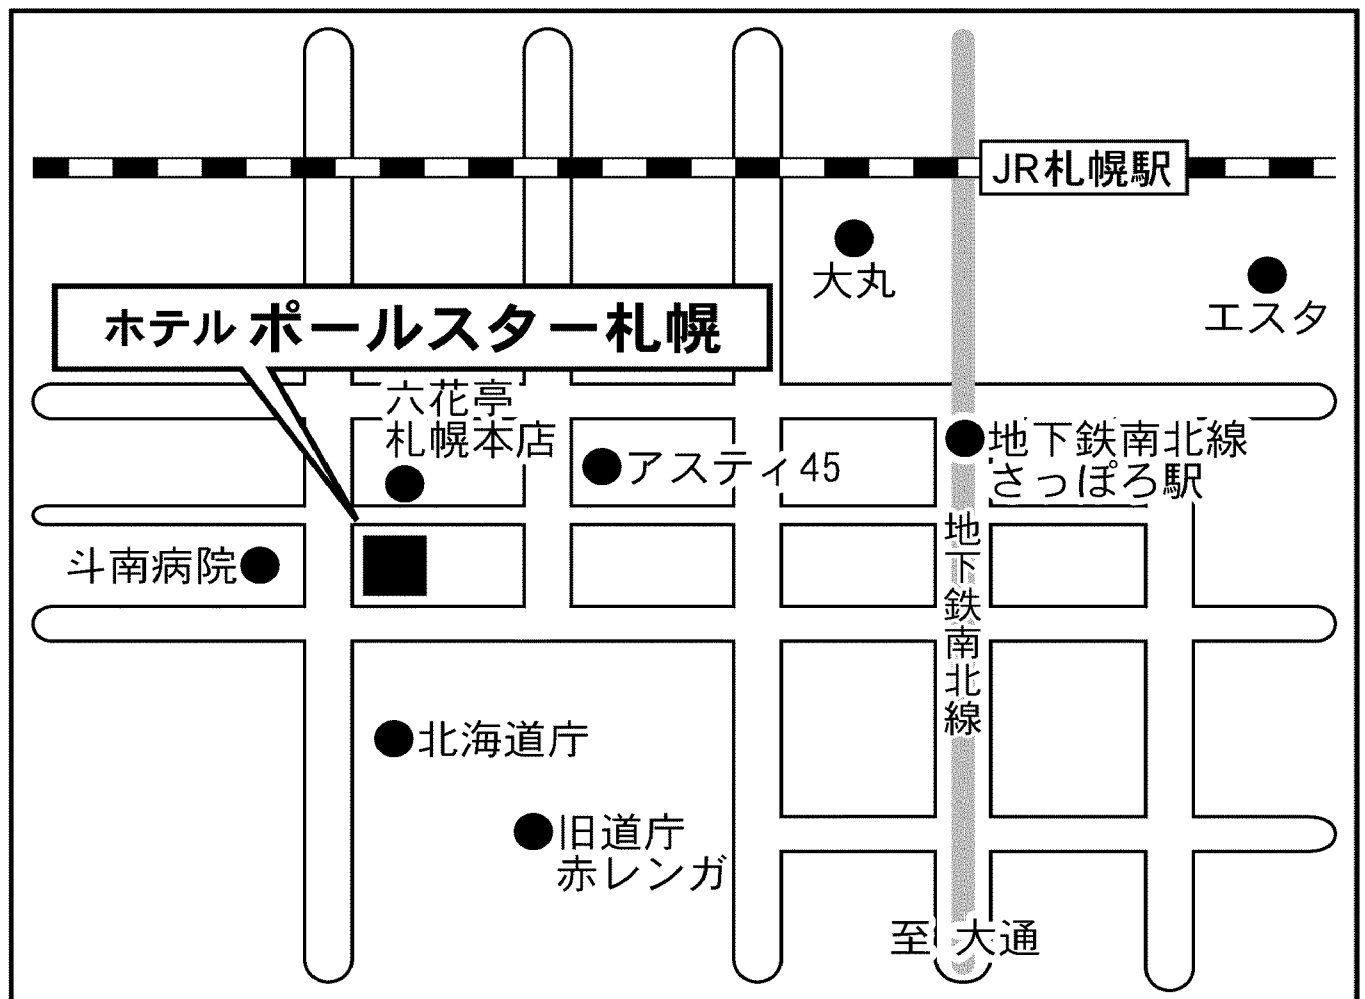 JR札幌駅
大丸
エスタ
ホテル ポールスター札幌
六花亭
札幌本店
アスティ45
地下鉄南北線
さっぽろ駅
斗南病院
地下鉄南北線
北海道庁
旧道庁
赤レンガ
至 大通